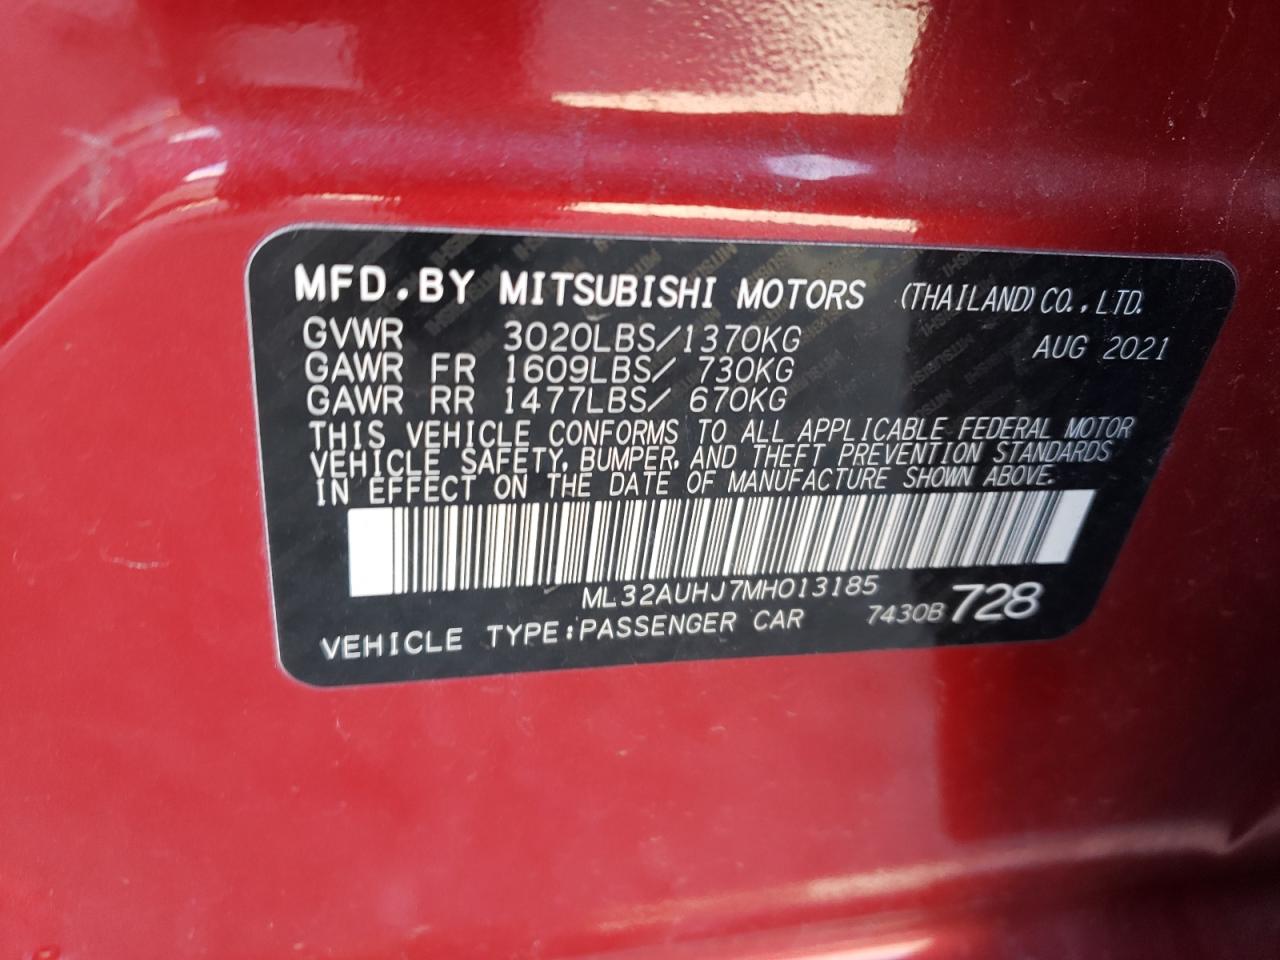 MFD.BY MITSUBISHI MOTORS (THAILAND) CO.,LTD.
GVWR 3020LBS/1370KG AUG 2021
GAWR FR 1609LBS/ 730KG
GAWR RR 1477LBS/ 670KG
THIS VEHICLE CONFORMS TO ALL APPLICABLE FEDERAL MOTOR
VEHICLE SAFETY, BUMPER, AND THEFT PREVENTION STANDARDS
IN EFFECT ON THE DATE OF MANUFACTURE SHOWN ABOVE.
ML32AUHJ7MH013185
VEHICLE TYPE:PASSENGER CAR 7430B 728